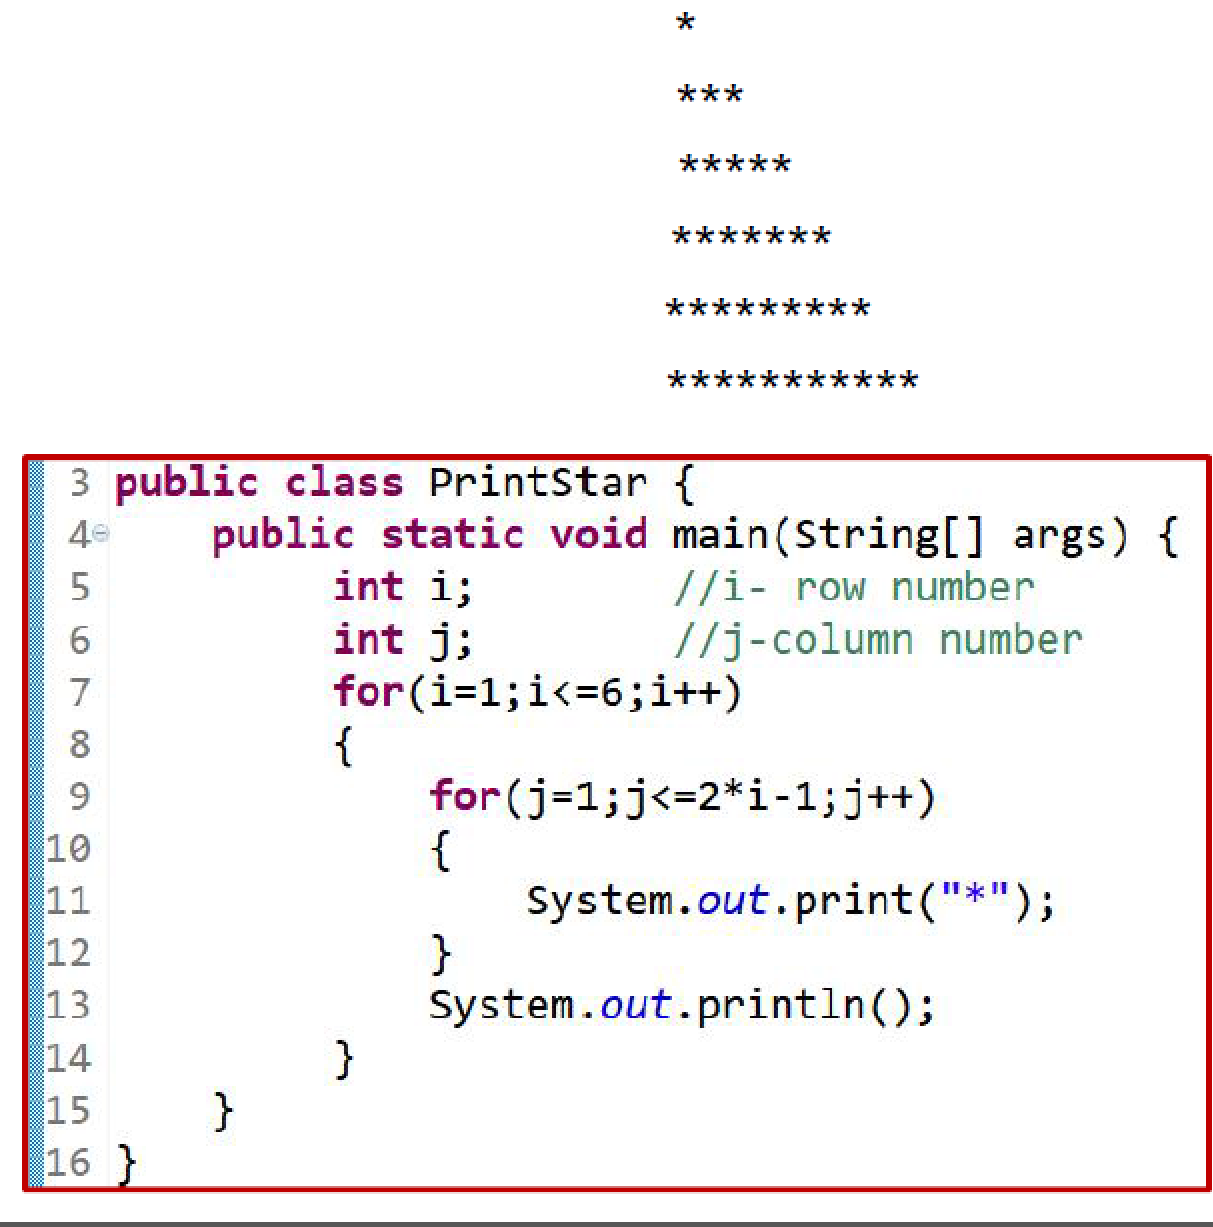 *
***
*****
*******
*********
***********
3 public class PrintStar {
4 public static void main(String[] args) {
5 int i; //i- row number
6 int j; //j-column number
7 for(i=1;i<=6;i++)
8 {
9 for(j=1;j<=2*i-1;j++)
10 {
11 System.out.print("*");
12 }
13 System.out.println();
14 }
15 }
16 }